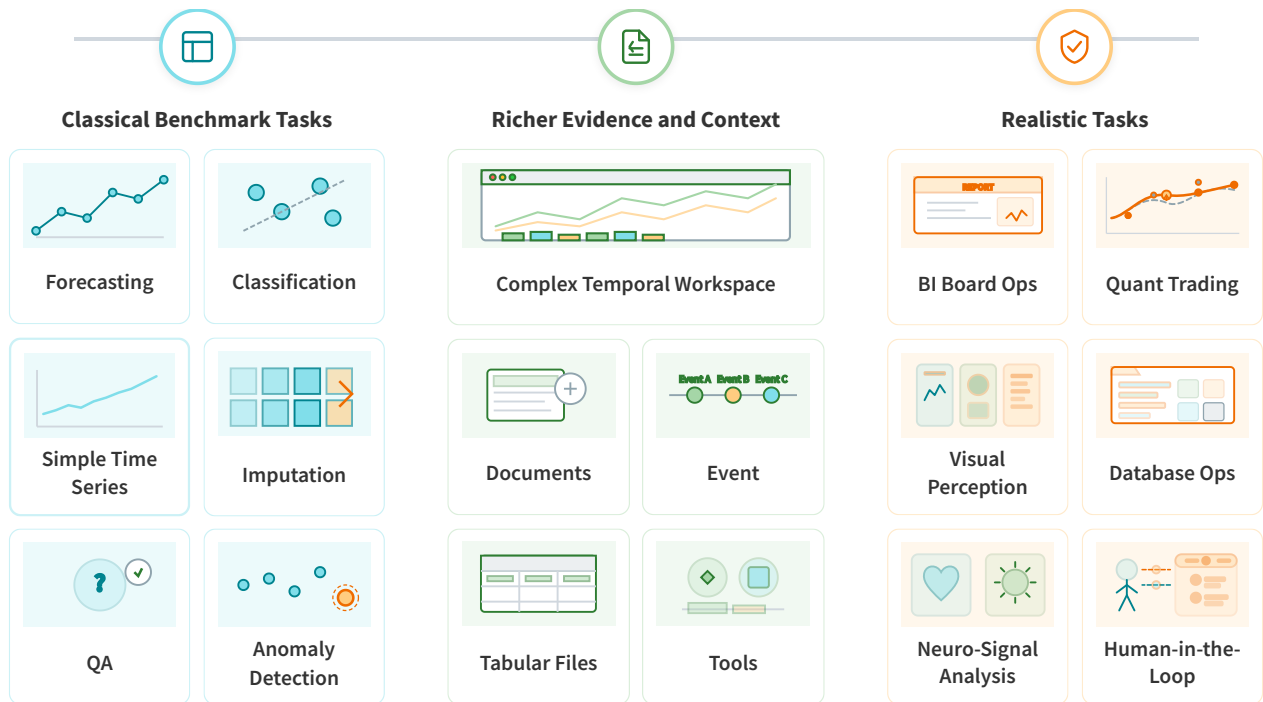 Classical Benchmark Tasks
Richer Evidence and Context
Realistic Tasks
Forecasting
Classification
Simple Time
Series
Imputation
?
QA
Anomaly
Detection
Complex Temporal Workspace
Documents
Event A Event B Event C
Event
Tabular Files
Tools
REPORT
BI Board Ops
Quant Trading
Visual
Perception
Database Ops
Neuro-Signal
Analysis
Human-in-the-
Loop